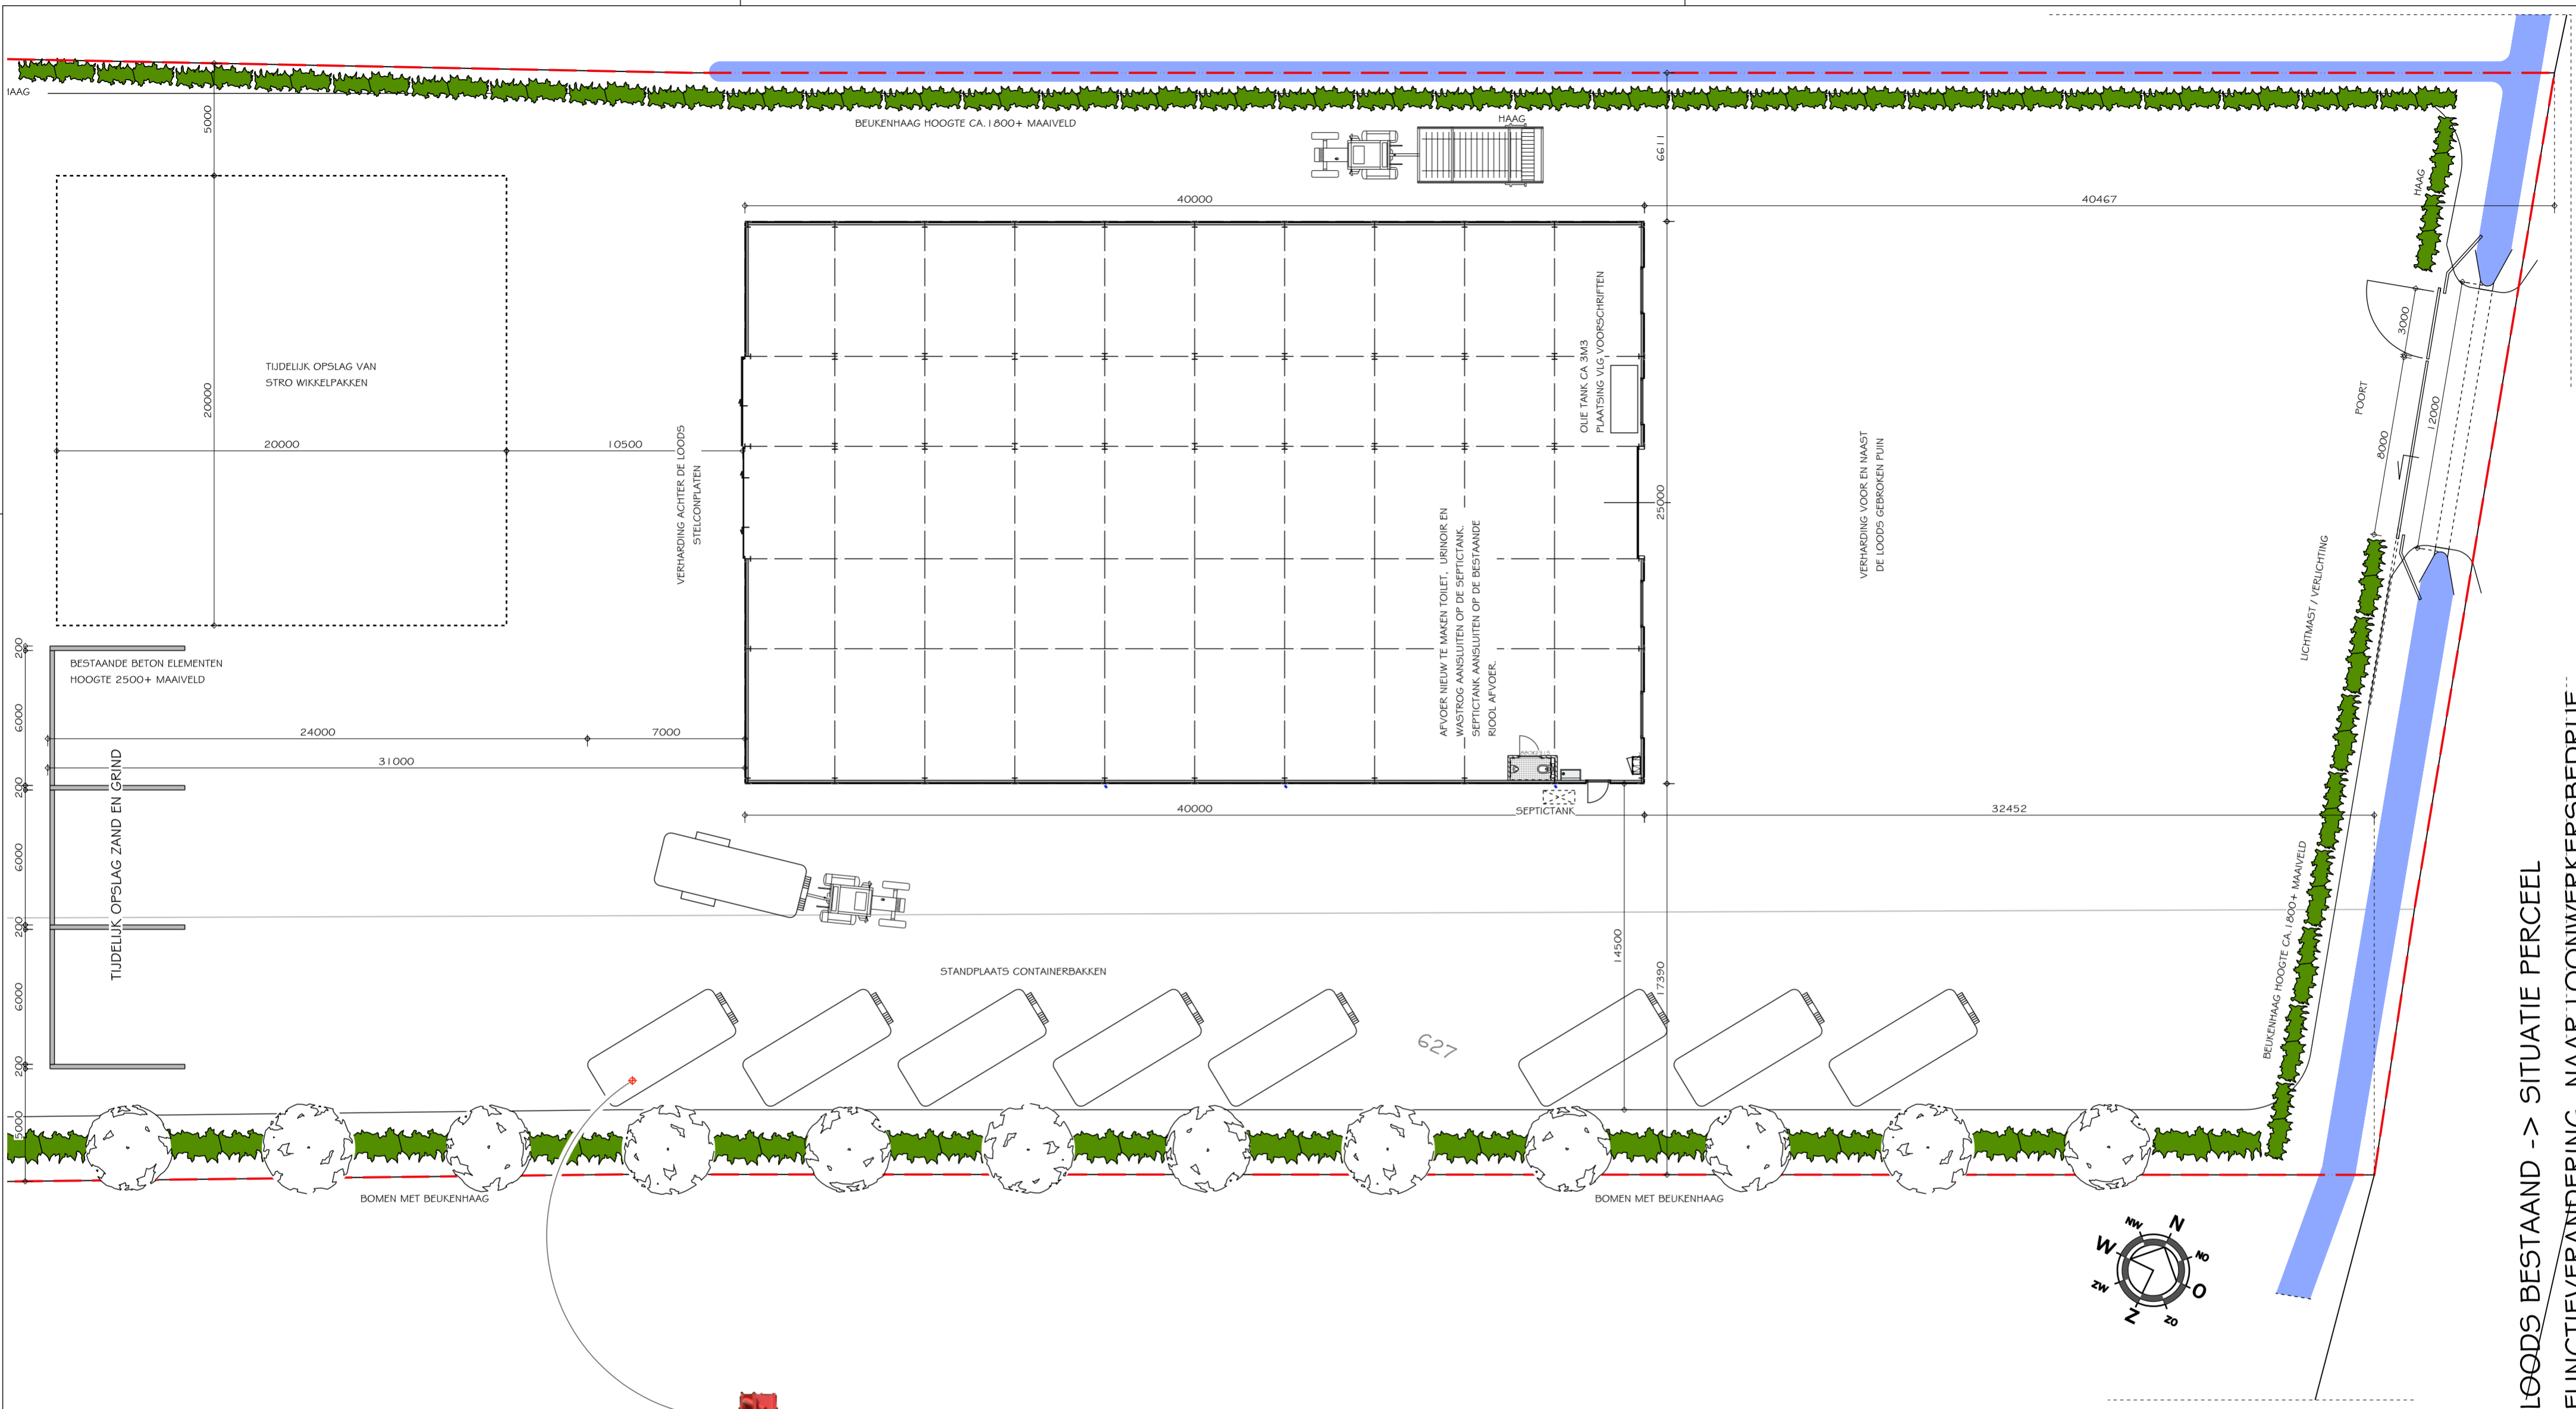 HAAG
BEUKENHAAG HOOGTE CA.1800+ MAAIVELD
HAAG
5000
6611
40000
40467
HAAG
TIJDELIJK OPSLAG VAN
STRO WIKKELPAKKEN
20000
20000
10500
VERHARDING ACHTER DE LOODS
STELCONPLATEN
OLIE TANK CA 3M3
PLAATSING VLG VOORSCHRIFTEN
25000
AFVOER NIEUW TE MAKEN TOILET, URINOIR EN
WASTROG AANSLUITEN OP DE SEPTICTANK.
SEPTICTANK AANSLUITEN OP DE BESTAANDE
RIOOL AFVOER.
VERHARDING VOOR EN NAAST
DE LOODS GEBROKEN PUIN
3000
POORT
12000
8000
LICHTMAST / VERLICHTING
BESTAANDE BETON ELEMENTEN
HOOGTE 2500+ MAAIVELD
200
6000
200
6000
200
6000
200
5000
24000
7000
31000
TIJDELIJK OPSLAG ZAND EN GRIND
40000
SEPTICTANK
32452
14500
17390
STANDPLAATS CONTAINERBAKKEN
627
BEUKENHAAG HOOGTE CA.1800+ MAAIVELD
BOMEN MET BEUKENHAAG
BOMEN MET BEUKENHAAG
NW
N
NO
W
O
ZW
Z
ZO
LOODS BESTAAND -> SITUATIE PERCEEL
FUNCTIEVERANDERING NAAR LOONWERKERSBEDRIJF